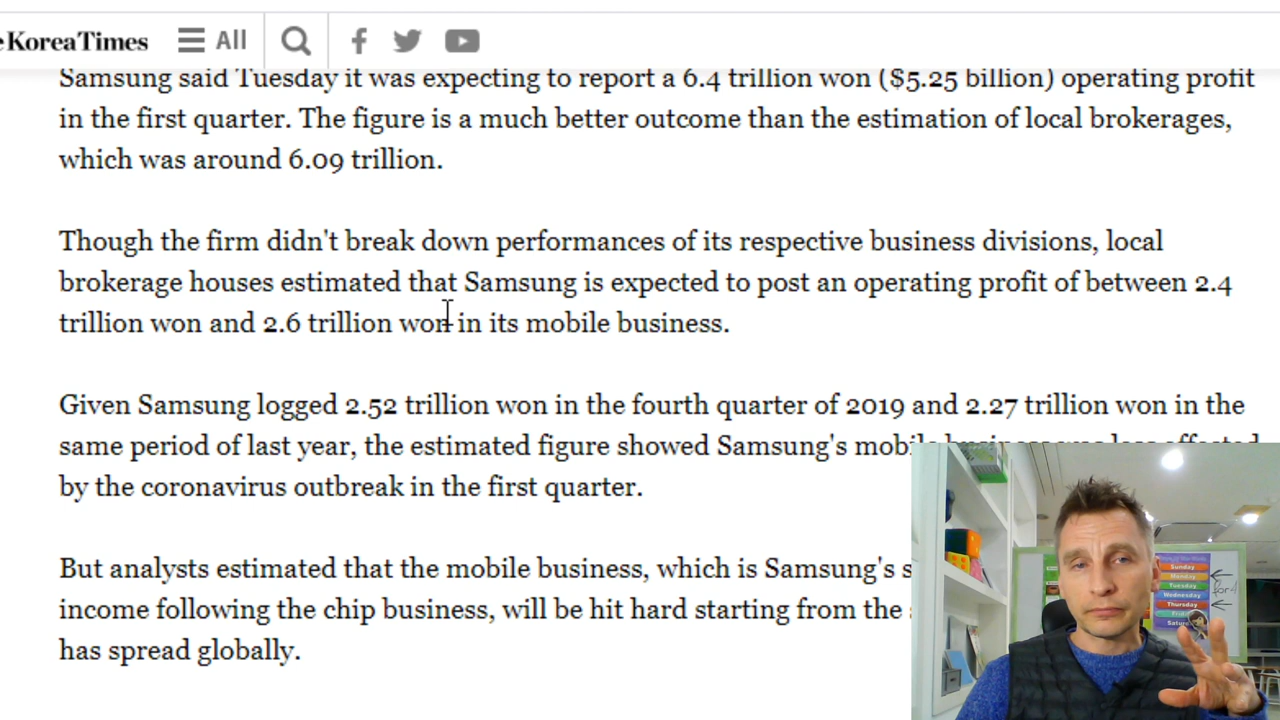 KoreaTimes All
Samsung said Tuesday it was expecting to report a 6.4 trillion won ($5.25 billion) operating profit
in the first quarter. The figure is a much better outcome than the estimation of local brokerages,
which was around 6.09 trillion.
Though the firm didn't break down performances of its respective business divisions, local
brokerage houses estimated that Samsung is expected to post an operating profit of between 2.4
trillion won and 2.6 trillion won in its mobile business.
Given Samsung logged 2.52 trillion won in the fourth quarter of 2019 and 2.27 trillion won in the
same period of last year, the estimated figure showed Samsung's
by the coronavirus outbreak in the first quarter.
But analysts estimated that the mobile business, which is Samsung's
income following the chip business, will be hit hard starting from the
has spread globally.
Sunday
Monday
Tuesday
Wednesday
Thursday